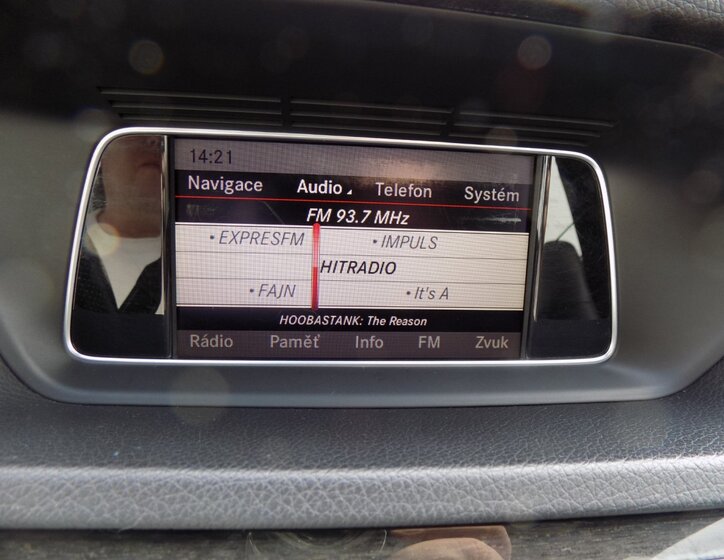 14:21
Navigace Audio Telefon Systém
FM 93.7 MHz
• EXPRESFM • IMPULS
HITRADIO
• FAJN • It's A
HOOBASTANK: The Reason
Rádio Paměť Info FM Zvuk